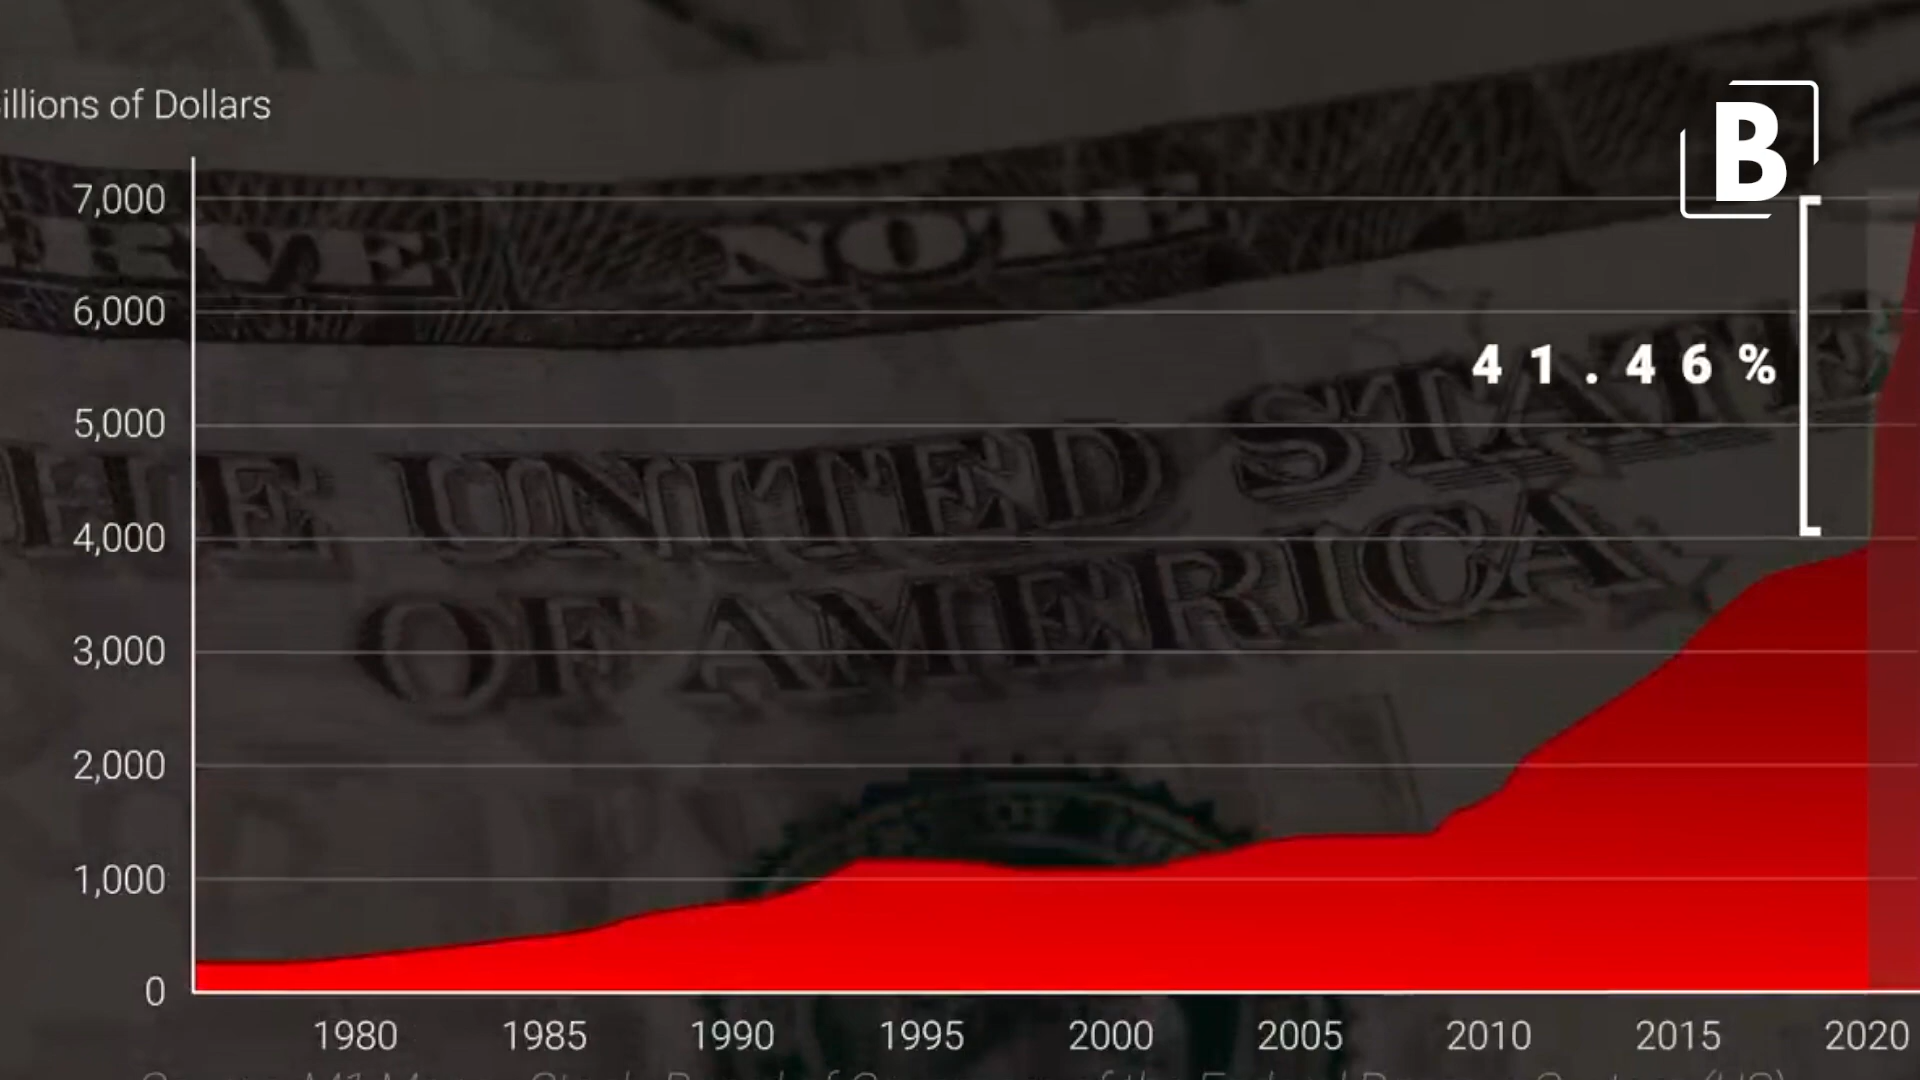 illions of Dollars
B
7,000
6,000
5,000
4,000
3,000
2,000
1,000
0
41.46%
NOTE
THE UNITED STATES
OF AMERICA
1980 1985 1990 1995 2000 2005 2010 2015 2020